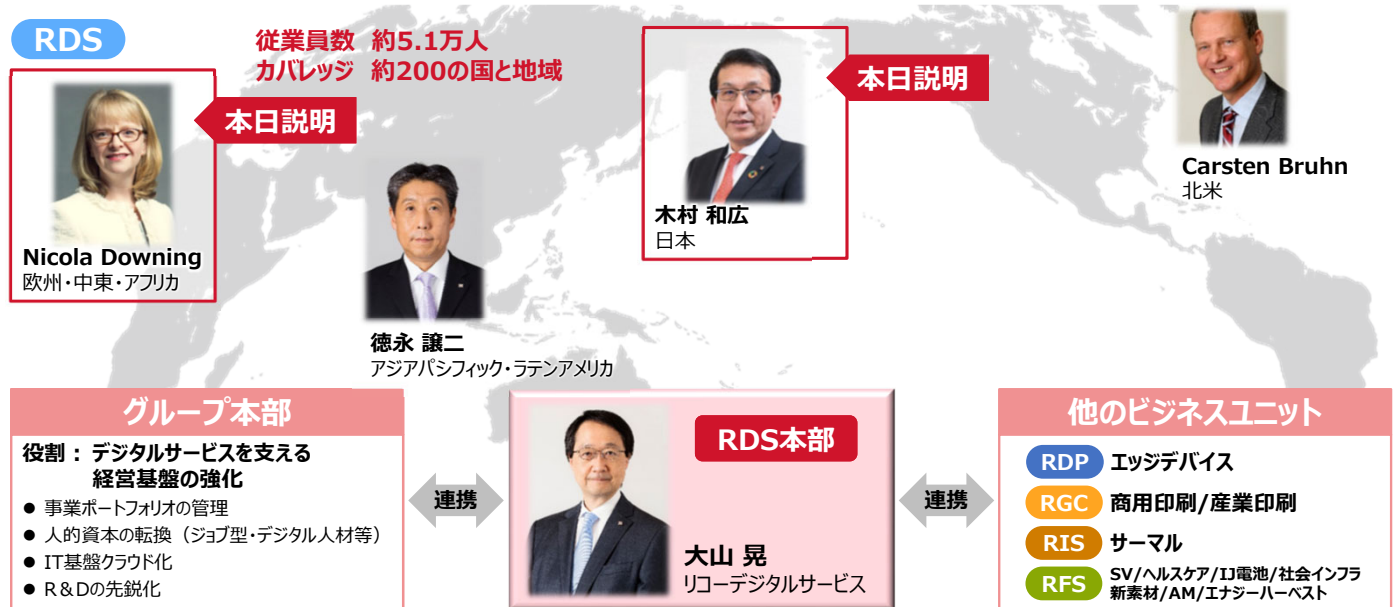 RDS
従業員数 約5.1万人
カバレッジ 約200の国と地域
本日説明
Nicola Downing
欧州・中東・アフリカ
徳永 譲二
アジアパシフィック・ラテンアメリカ
本日説明
木村 和広
日本
Carsten Bruhn
北米
グループ本部
役割： デジタルサービスを支える
経営基盤の強化
● 事業ポートフォリオの管理
● 人的資本の転換（ジョブ型・デジタル人材等）
● IT基盤クラウド化
● R＆Dの先鋭化
連携
RDS本部
大山 晃
リコーデジタルサービス
連携
他のビジネスユニット
RDP エッジデバイス
RGC 商用印刷/産業印刷
RIS サーマル
RFS SV/ヘルスケア/IJ電池/社会インフラ
新素材/AM/エナジーハーベスト